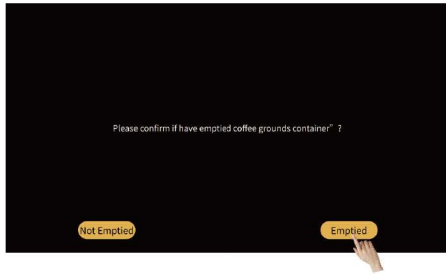 Please confirm if have emptied coffee grounds container” ?
Not Emptied
Emptied